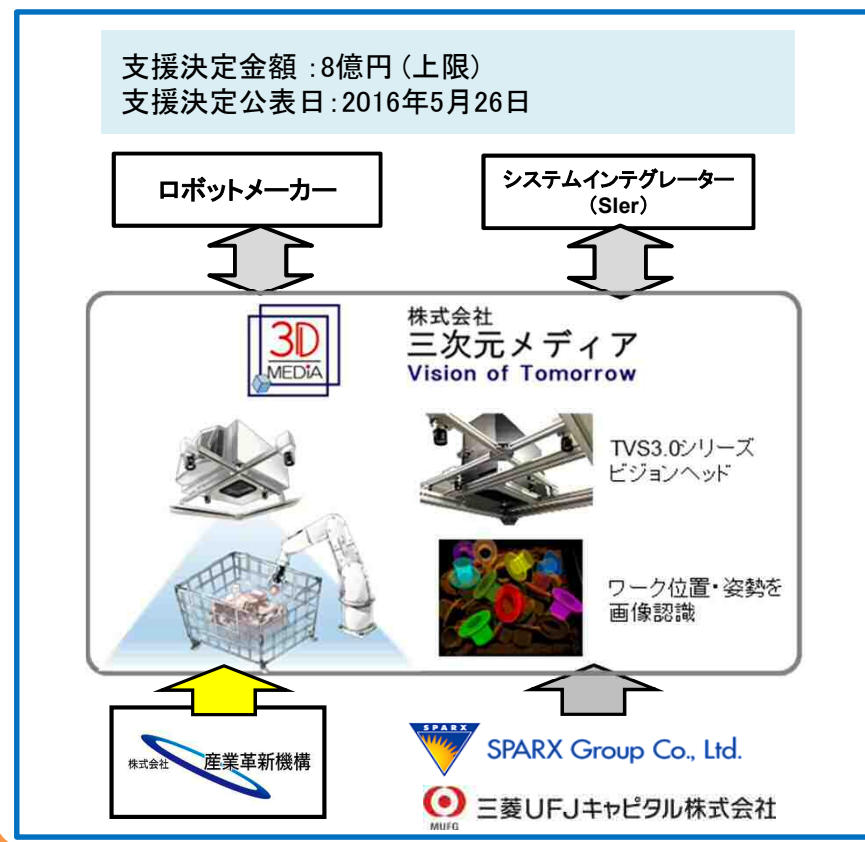 支援決定金額：8億円（上限）
支援決定公表日：2016年5月26日
ロボットメーカー
システムインテグレーター
（SIer）
3D
MEDiA
株式会社
三次元メディア
Vision of Tomorrow
TVS3.0シリーズ
ビジョンヘッド
ワーク位置・姿勢を
画像認識
株式会社 産業革新機構
SPARX
SPARX Group Co., Ltd.
MUFG
三菱UFJキャピタル株式会社